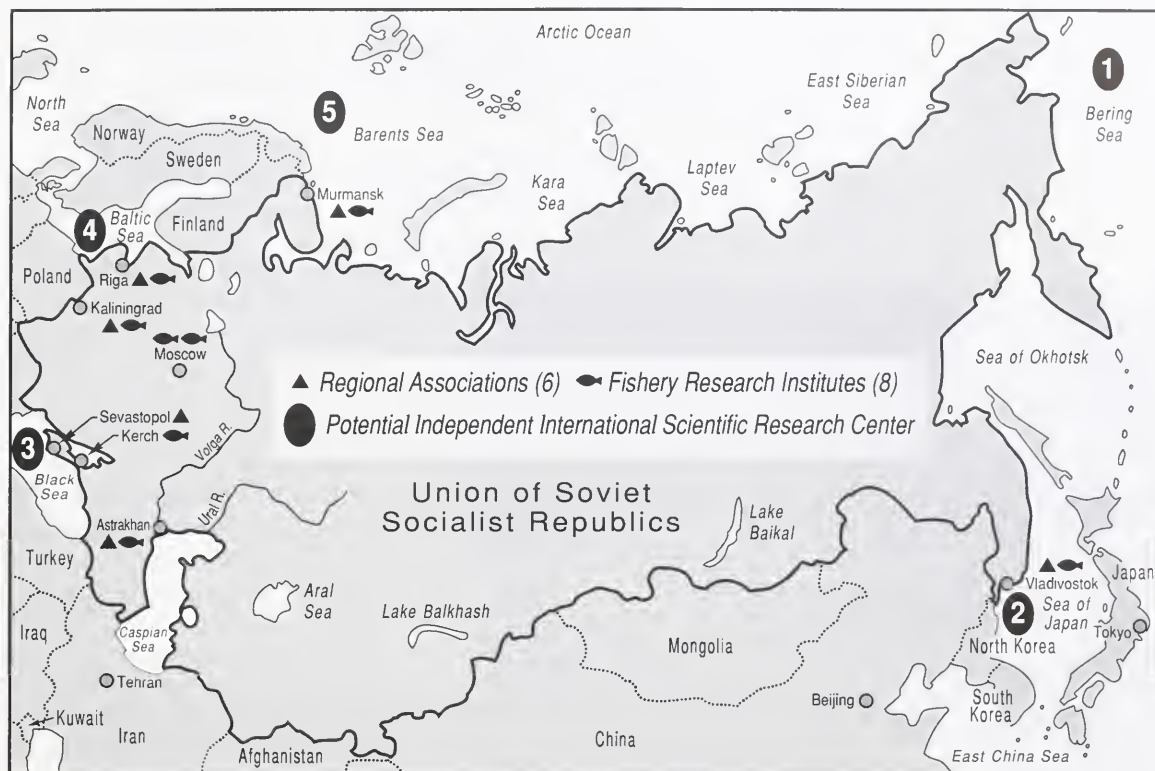 Arctic Ocean
1
East Siberian
Sea
Bering
Sea
5
North
Sea
Barents Sea
Norway
Sweden
Laptev
Sea
Kara
Sea
Murmansk
Baltic
Sea
Finland
4
Poland
Riga
Kaliningrad
Moscow
Sea of Okhotsk
Regional Associations (6)
Fishery Research Institutes (8)
Potential Independent International Scientific Research Center
Sevastopol
Kerch
3
Black
Sea
Volga R.
Ural R.
Union of Soviet
Socialist Republics
Lake
Baikal
Astrakhan
Turkey
Aral
Sea
Lake Balkhash
Vladivostok
Japan
2
Sea of
Japan
Tokyo
Iraq
Caspian
Sea
Mongolia
North Korea
Tehran
Beijing
South
Korea
Kuwait
Iran
Afghanistan
China
East China Sea